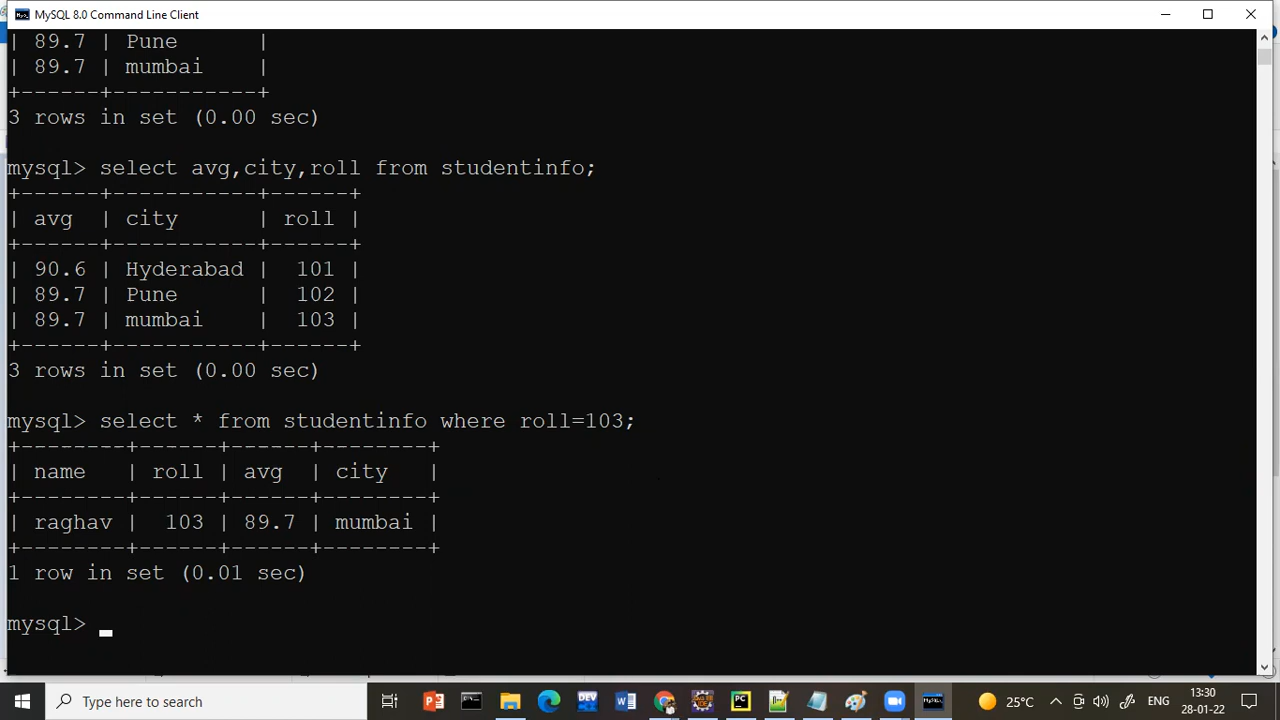 MySQL 8.0 Command Line Client
| 89.7 | Pune      |
| 89.7 | mumbai    |
+------+-----------+
3 rows in set (0.00 sec)
mysql> select avg,city,roll from studentinfo;
+------+-----------+------+
| avg  | city      | roll |
+------+-----------+------+
| 90.6 | Hyderabad |  101 |
| 89.7 | Pune      |  102 |
| 89.7 | mumbai    |  103 |
+------+-----------+------+
3 rows in set (0.00 sec)
mysql> select * from studentinfo where roll=103;
+--------+------+------+--------+
| name   | roll | avg  | city   |
+--------+------+------+--------+
| raghav |  103 | 89.7 | mumbai |
+--------+------+------+--------+
1 row in set (0.01 sec)
mysql>
Type here to search
25°C
ENG
13:30
28-01-22